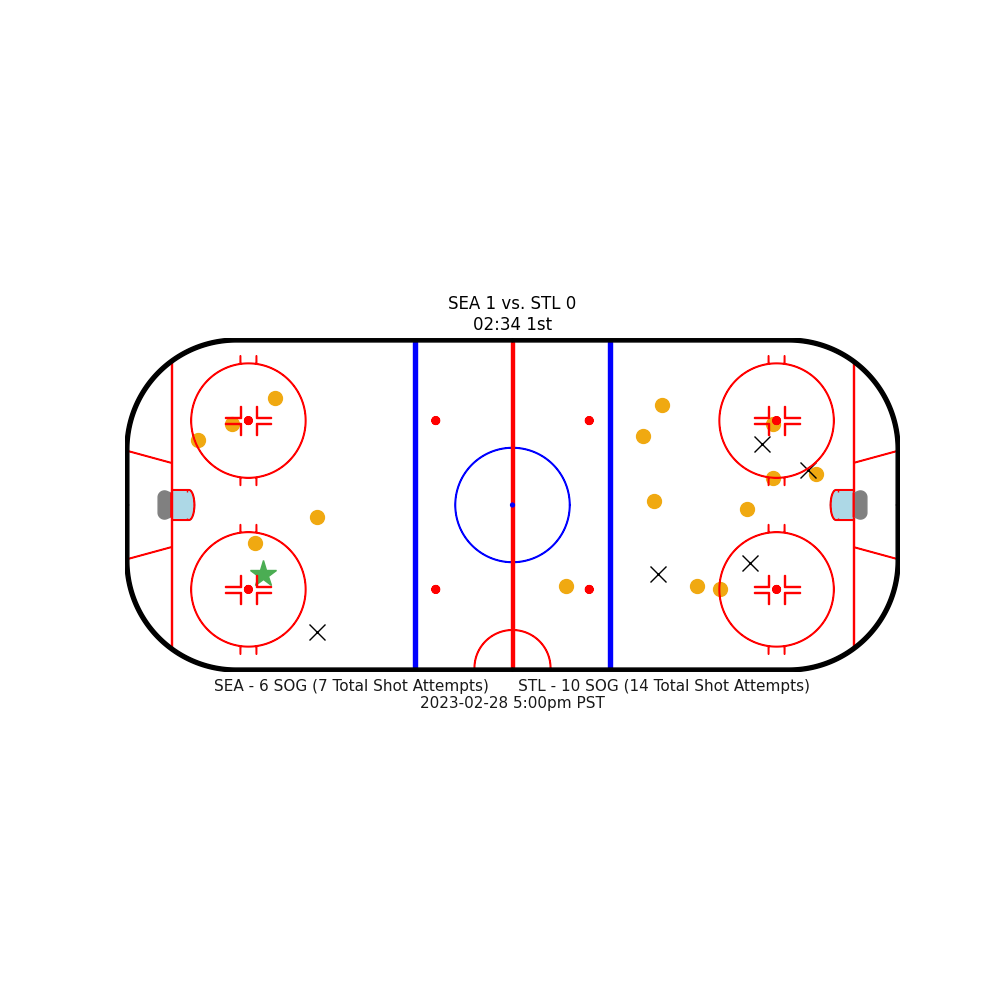 SEA 1 vs. STL 0
02:34 1st
SEA - 6 SOG (7 Total Shot Attempts) STL - 10 SOG (14 Total Shot Attempts)
2023-02-28 5:00pm PST